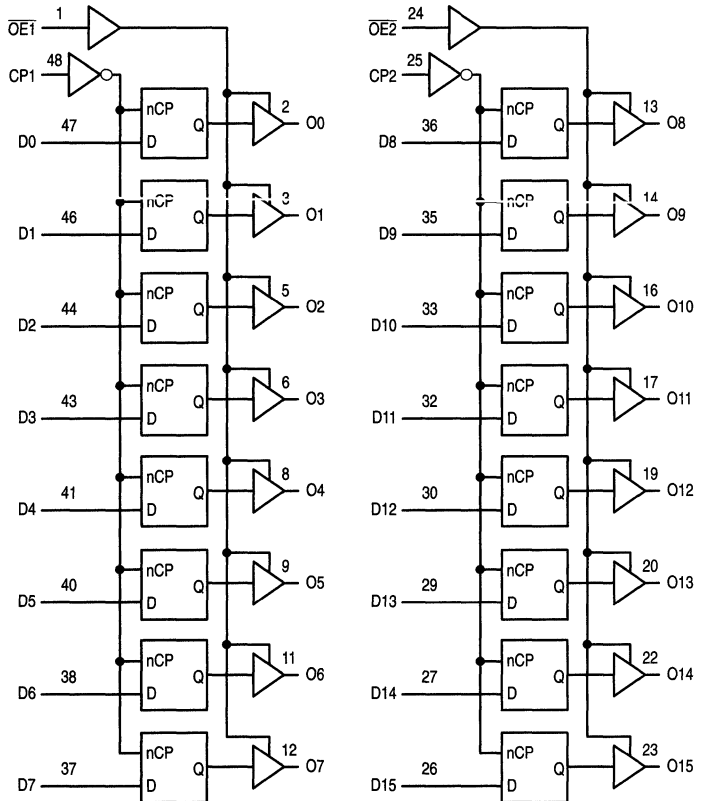 1
OE1
48
CP1
nCP
Q
2
O0
47
D0
D
nCP
Q
3
O1
46
D1
D
nCP
Q
5
O2
44
D2
D
nCP
Q
6
O3
43
D3
D
nCP
Q
8
O4
41
D4
D
nCP
Q
9
O5
40
D5
D
nCP
Q
11
O6
38
D6
D
nCP
Q
12
O7
37
D7
D
24
OE2
25
CP2
nCP
Q
13
O8
36
D8
D
nCP
Q
14
O9
35
D9
D
nCP
Q
16
O10
33
D10
D
nCP
Q
17
O11
32
D11
D
nCP
Q
19
O12
30
D12
D
nCP
Q
20
O13
29
D13
D
nCP
Q
22
O14
27
D14
D
nCP
Q
23
O15
26
D15
D